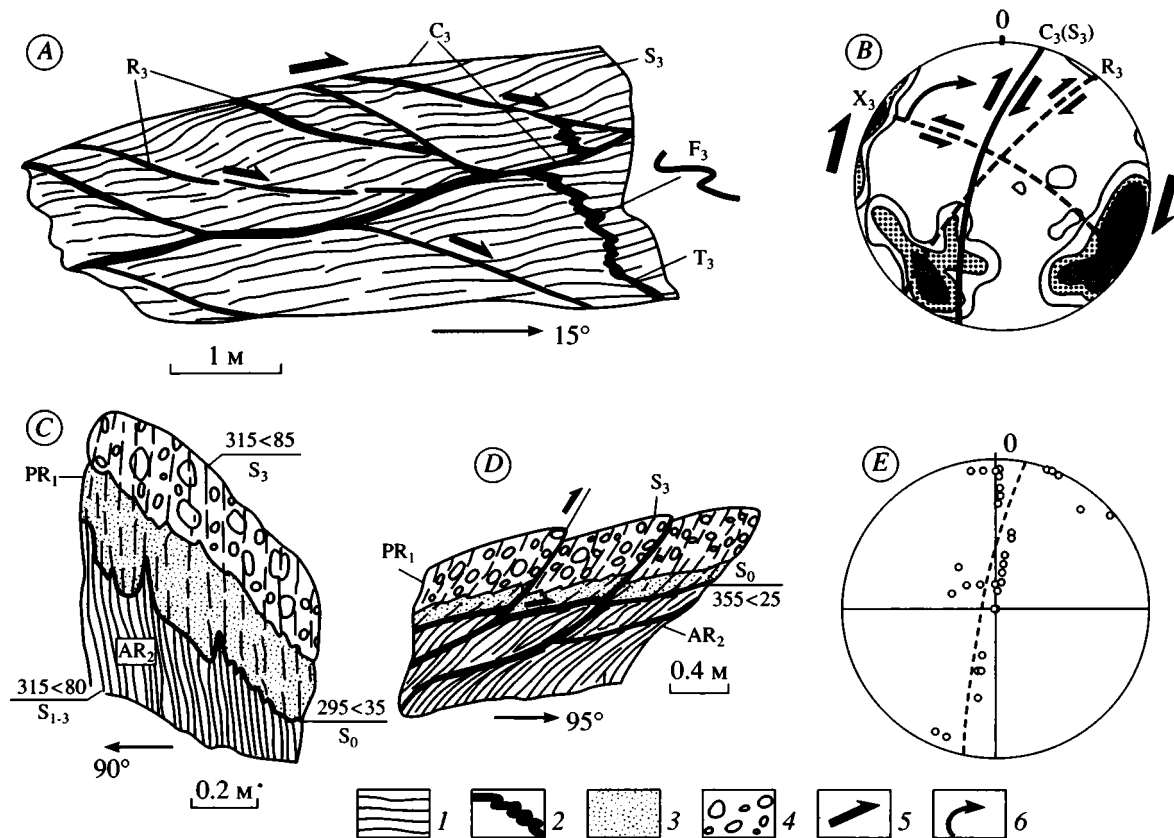 A
R₃
C₃
S₃
F₃
T₃
15°
1 м
B
0
C₃(S₃)
R₃
X₃
C
315<85
S₃
PR₁
AR₂
315<80
S₁₋₃
295<35
S₀
90°
0.2 м
D
S₃
PR₁
S₀
355<25
AR₂
0.4 м
95°
E
0
1 2 3 4 5 6